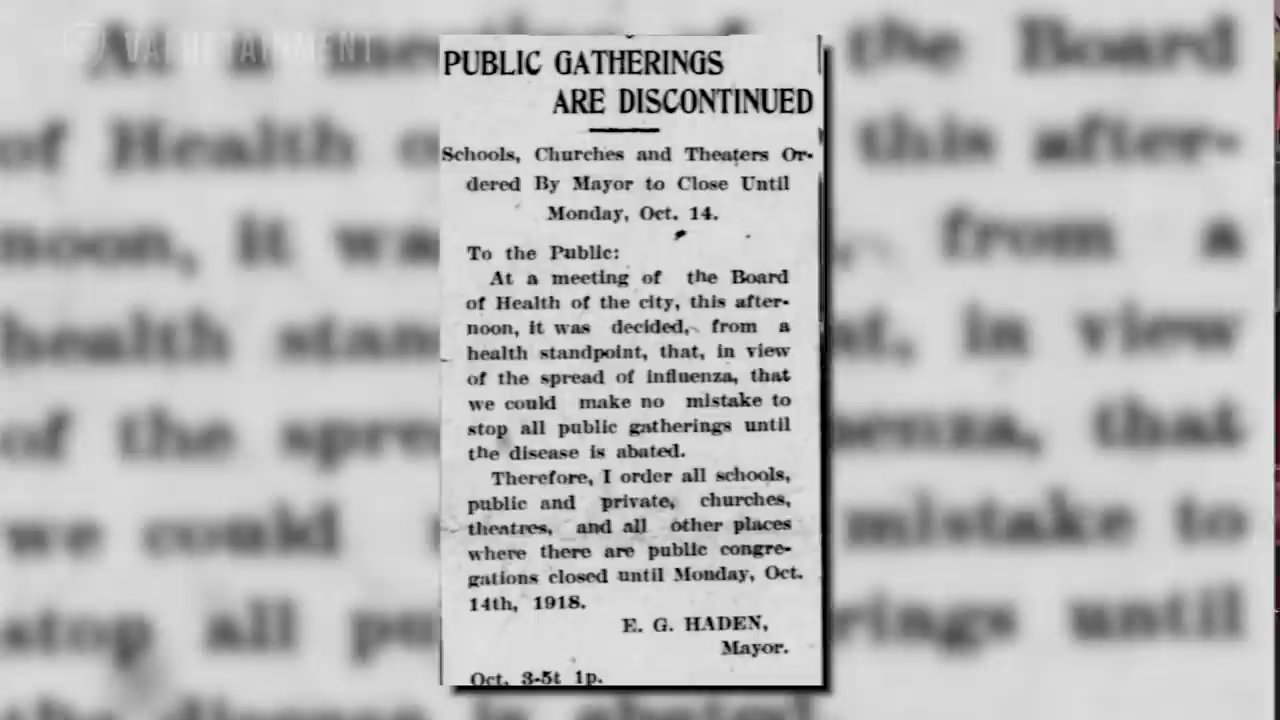 VALUETAINMENT
PUBLIC GATHERINGS
ARE DISCONTINUED
Schools, Churches and Theaters Or-
dered By Mayor to Close Until
Monday, Oct. 14.
To the Public:
At a meeting of the Board
of Health of the city, this after-
noon, it was decided, from a
health standpoint, that, in view
of the spread of influenza, that
we could make no mistake to
stop all public gatherings until
the disease is abated.
Therefore, I order all schools,
public and private, churches,
theatres, and all other places
where there are public congre-
gations closed until Monday, Oct.
14th, 1918.
E. G. HADEN,
Mayor.
Oct. 3-5t 1p.